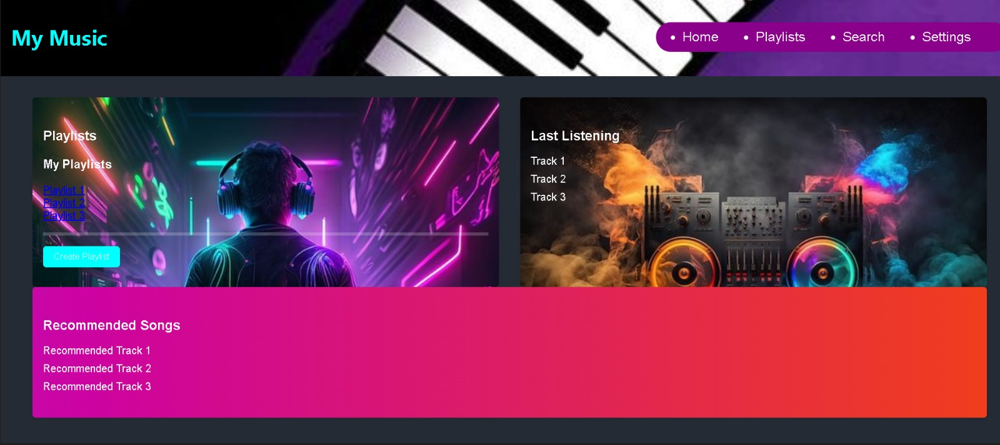 My Music
Home
Playlists
Search
Settings
Playlists
My Playlists
Playlist 1
Playlist 2
Playlist 3
Create Playlist
Last Listening
Track 1
Track 2
Track 3
Recommended Songs
Recommended Track 1
Recommended Track 2
Recommended Track 3